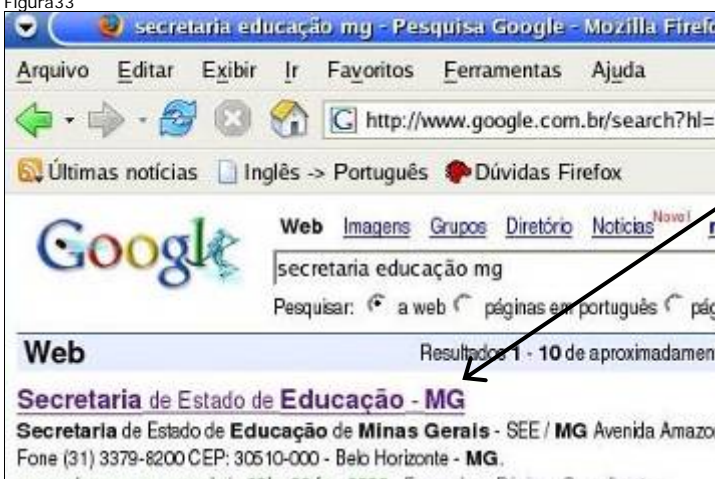 Figura33
secretaria educação mg - Pesquisa Google - Mozilla Firefo
Arquivo Editar Exibir Ir Favoritos Ferramentas Ajuda
http://www.google.com.br/search?hl=
Últimas notícias Inglês -> Português Dúvidas Firefox
Google
Web Imagens Grupos Diretório Notícias Novo!
secretaria educação mg
Pesquisar: a web páginas em português pág
Web Resultados 1 - 10 de aproximadamen
Secretaria de Estado de Educação - MG
Secretaria de Estado de Educação de Minas Gerais - SEE / MG Avenida Amazo
Fone (31) 3379-8200 CEP: 30510-000 - Belo Horizonte - MG.